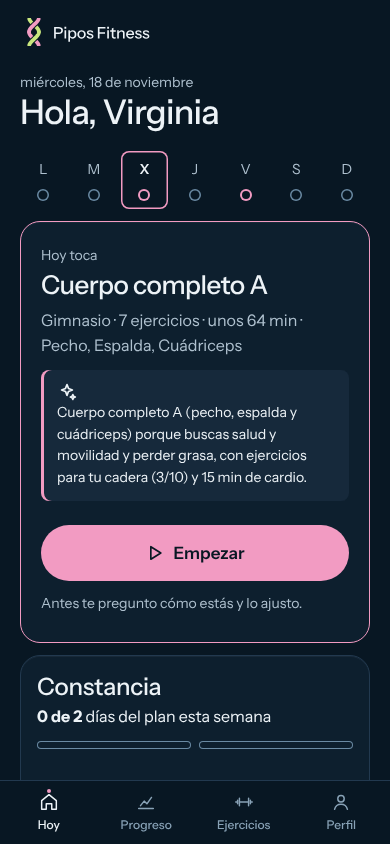 Pipos Fitness
miércoles, 18 de noviembre
Hola, Virginia
L M X J V S D
Hoy toca
Cuerpo completo A
Gimnasio · 7 ejercicios · unos 64 min ·
Pecho, Espalda, Cuádriceps
Cuerpo completo A (pecho, espalda y
cuádriceps) porque buscas salud y
movilidad y perder grasa, con ejercicios
para tu cadera (3/10) y 15 min de cardio.
Empezar
Antes te pregunto cómo estás y lo ajusto.
Constancia
0 de 2 días del plan esta semana
Hoy Progreso Ejercicios Perfil